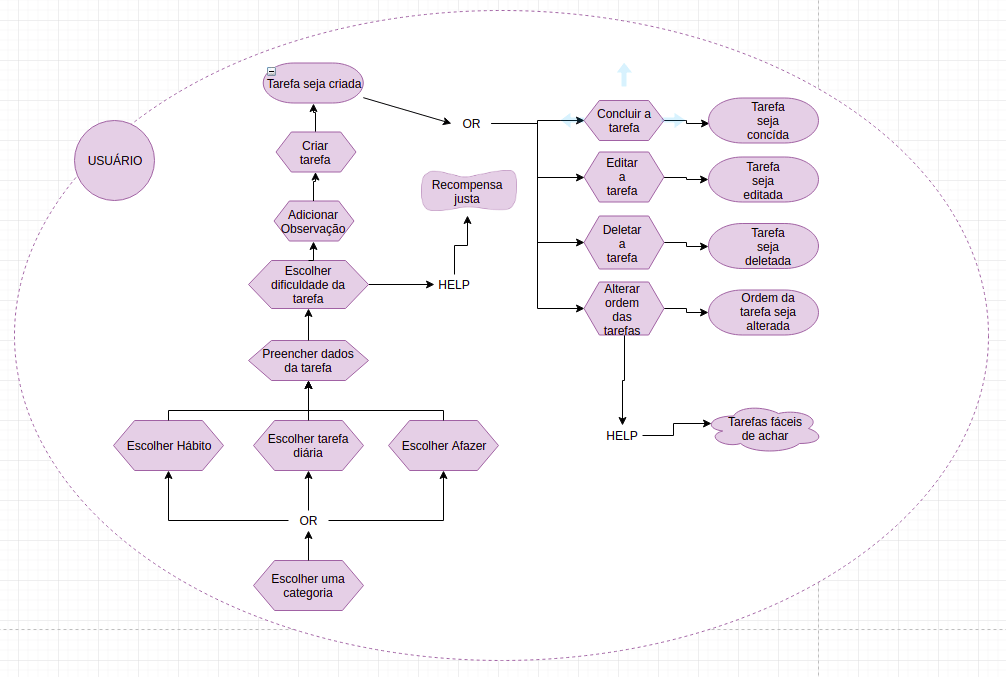 Tarefa seja criada
USUÁRIO
Criar
tarefa
Adicionar
Observação
Escolher
dificuldade da
tarefa
HELP
Recompensa
justa
Preencher dados
da tarefa
Escolher Hábito
Escolher tarefa
diária
Escolher Afazer
OR
Escolher uma
categoria
OR
Concluir a
tarefa
Tarefa
seja
concída
Editar
a
tarefa
Tarefa
seja
editada
Deletar
a
tarefa
Tarefa
seja
deletada
Alterar
ordem
das
tarefas
Ordem da
tarefa seja
alterada
HELP
Tarefas fáceis
de achar